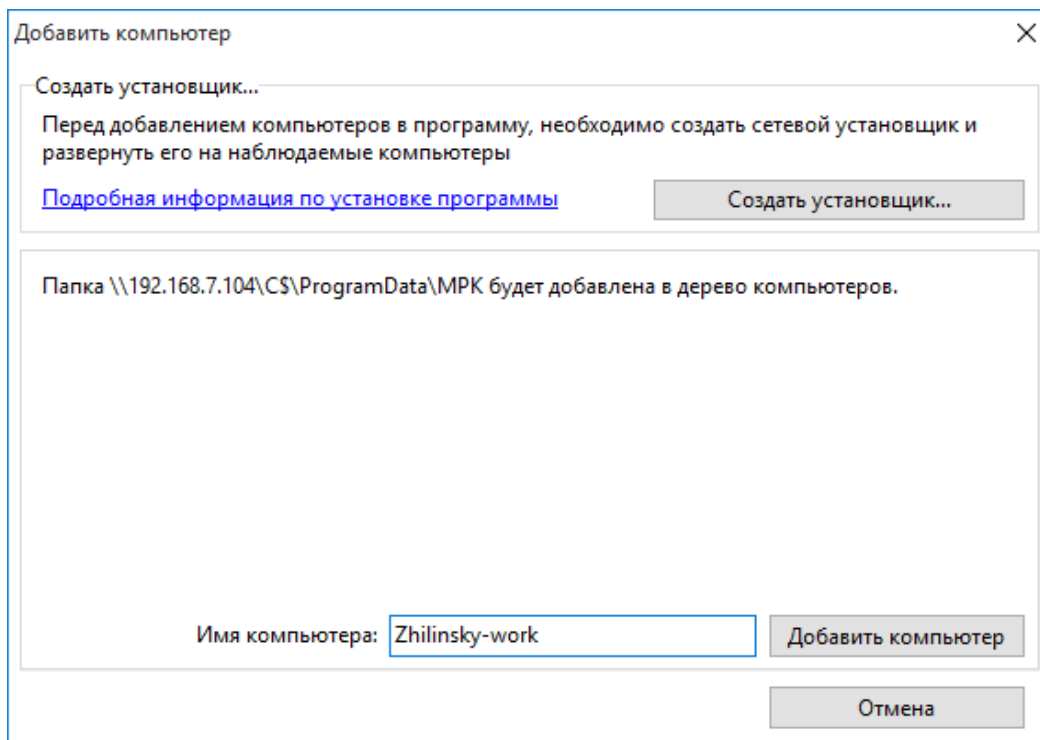 Добавить компьютер
Создать установщик...
Перед добавлением компьютеров в программу, необходимо создать сетевой установщик и
развернуть его на наблюдаемые компьютеры
Подробная информация по установке программы
Создать установщик...
Папка \\192.168.7.104\C$\ProgramData\MPK будет добавлена в дерево компьютеров.
Имя компьютера: Zhilinsky-work
Добавить компьютер
Отмена